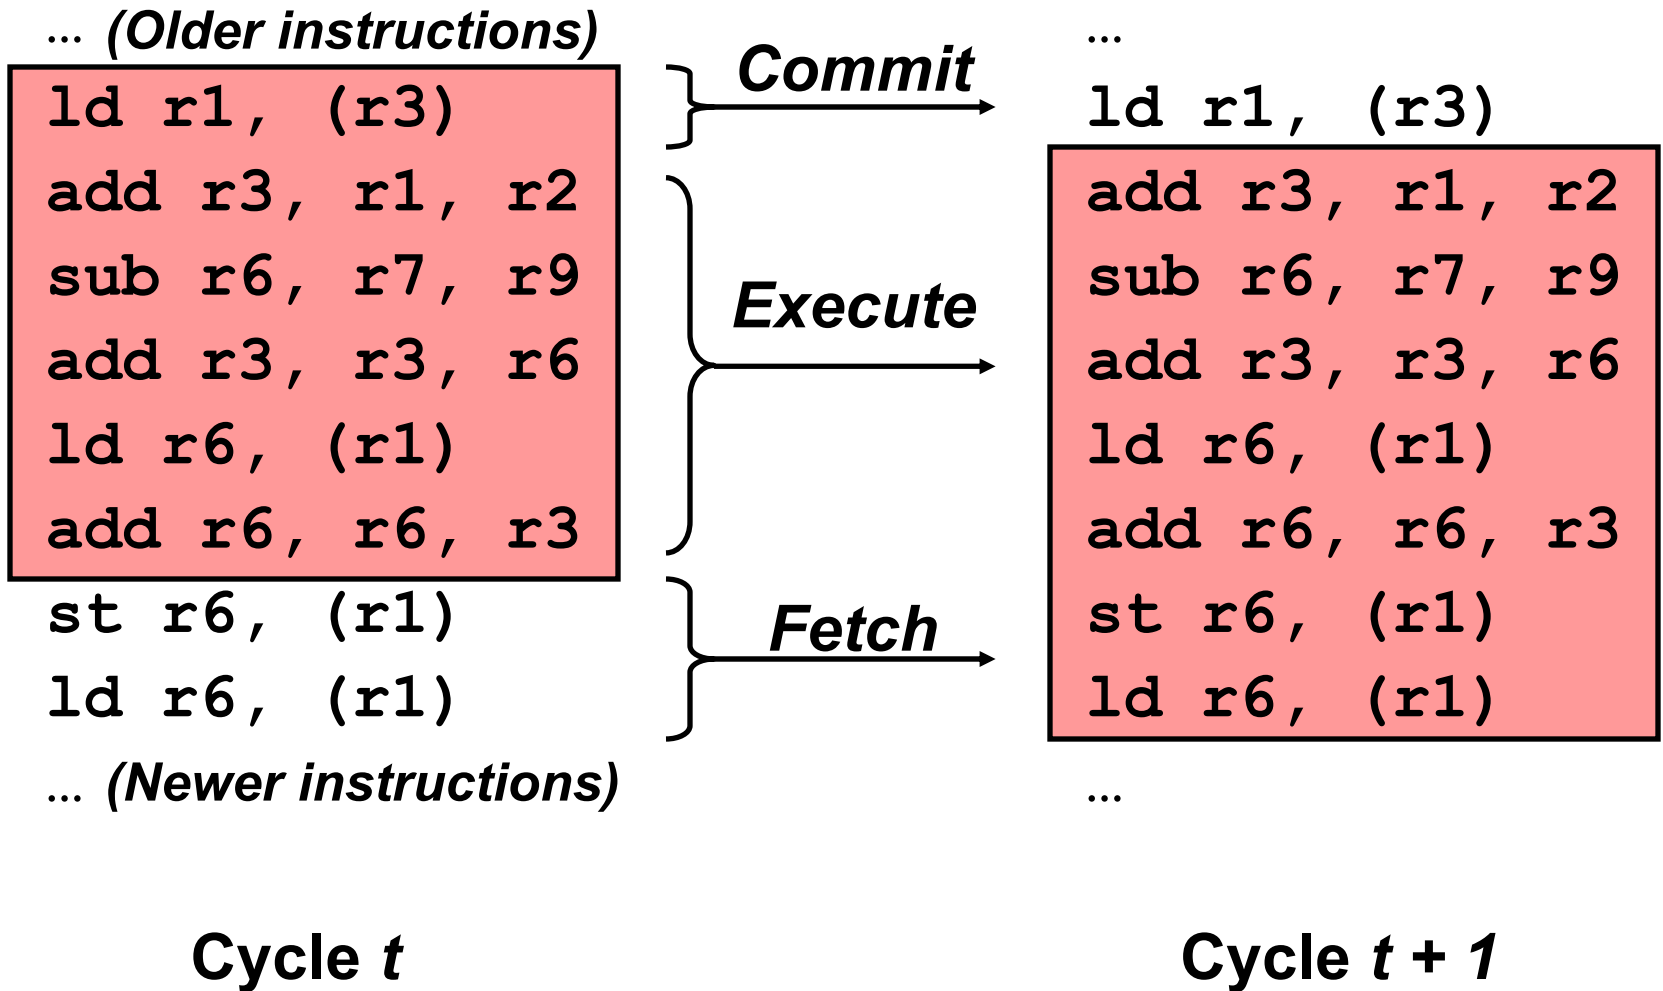 ... (Older instructions)
ld r1, (r3)
add r3, r1, r2
sub r6, r7, r9
add r3, r3, r6
ld r6, (r1)
add r6, r6, r3
st r6, (r1)
ld r6, (r1)
... (Newer instructions)
Cycle t
Commit
Execute
Fetch
...
ld r1, (r3)
add r3, r1, r2
sub r6, r7, r9
add r3, r3, r6
ld r6, (r1)
add r6, r6, r3
st r6, (r1)
ld r6, (r1)
...
Cycle t + 1